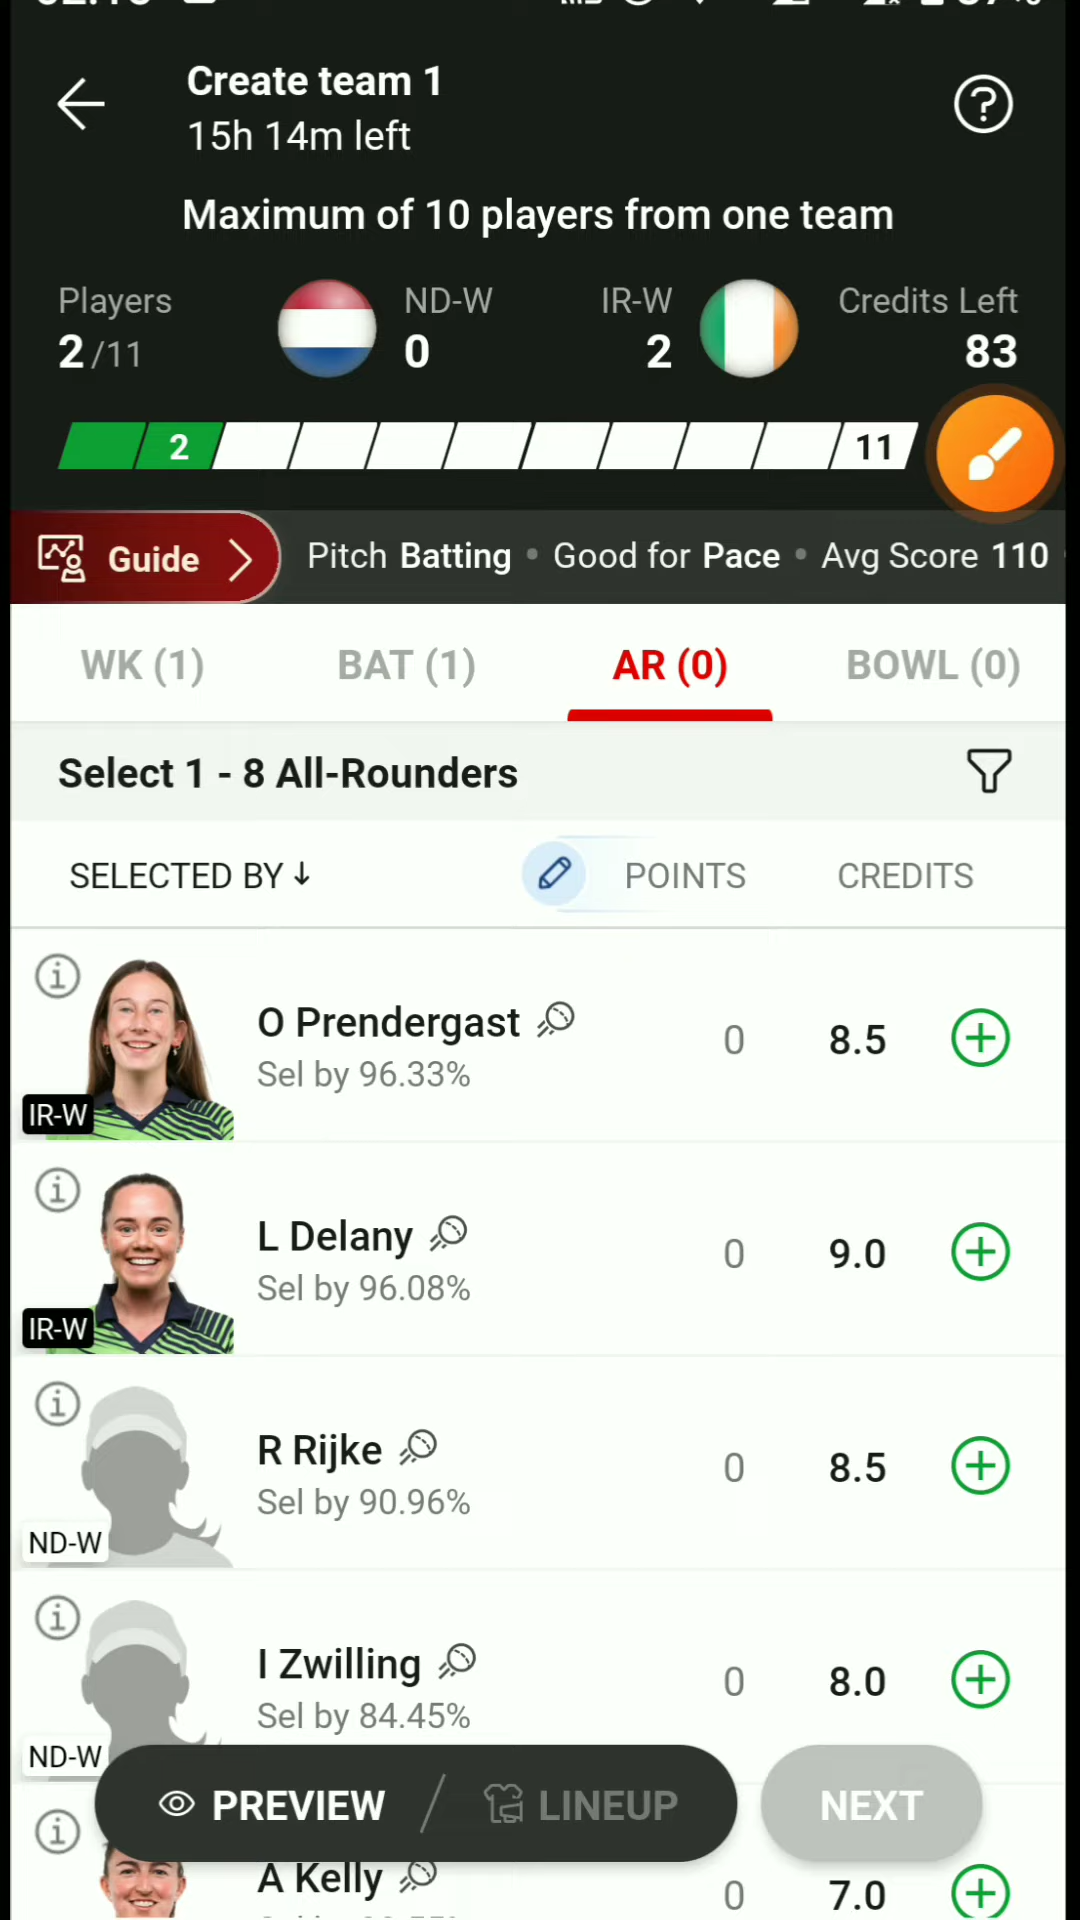 Create team 1
15h 14m left
Maximum of 10 players from one team
Players ND-W IR-W Credits Left
2/11 0 2 83
2 11
Guide Pitch Batting • Good for Pace • Avg Score 110
WK (1) BAT (1) AR (0) BOWL (0)
Select 1 - 8 All-Rounders
SELECTED BY ↓ POINTS CREDITS
O Prendergast 0 8.5
Sel by 96.33%
IR-W
L Delany 0 9.0
Sel by 96.08%
IR-W
R Rijke 0 8.5
Sel by 90.96%
ND-W
I Zwilling 0 8.0
Sel by 84.45%
ND-W
PREVIEW / LINEUP NEXT
A Kelly 0 7.0